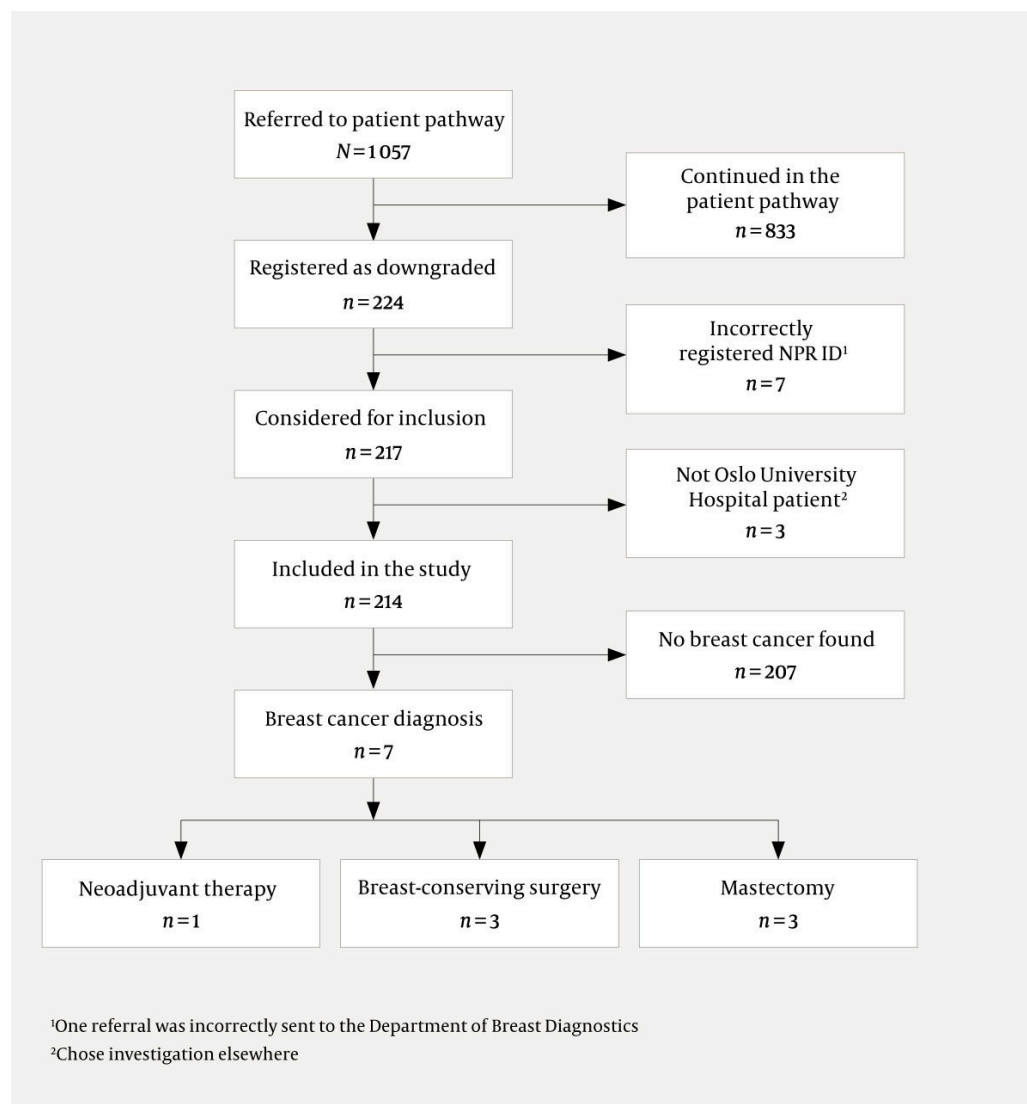 Referred to patient pathway
N=1 057
Continued in the
patient pathway
n=833
Registered as downgraded
n=224
Incorrectly
registered NPR ID¹
n=7
Considered for inclusion
n=217
Not Oslo University
Hospital patient²
n=3
Included in the study
n=214
No breast cancer found
n=207
Breast cancer diagnosis
n=7
Neoadjuvant therapy
n=1
Breast-conserving surgery
n=3
Mastectomy
n=3
¹One referral was incorrectly sent to the Department of Breast Diagnostics
²Chose investigation elsewhere